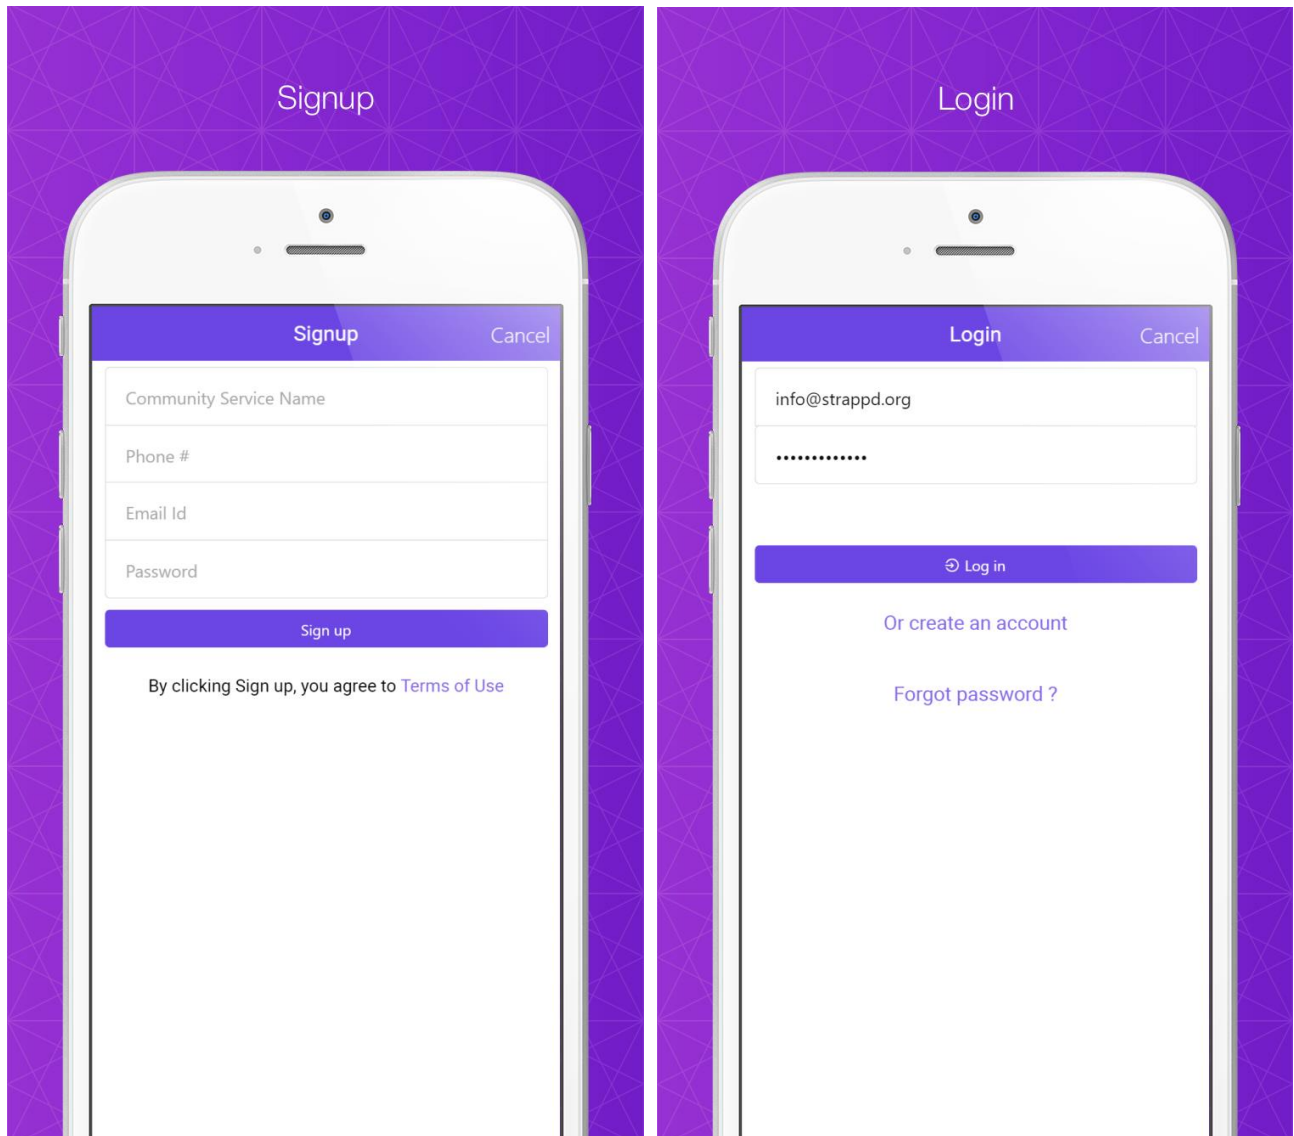 Signup
Signup
Cancel
Community Service Name
Phone #
Email Id
Password
Sign up
By clicking Sign up, you agree to Terms of Use
Login
Login
Cancel
info@strappd.org
•••••••••••••
Log in
Or create an account
Forgot password ?